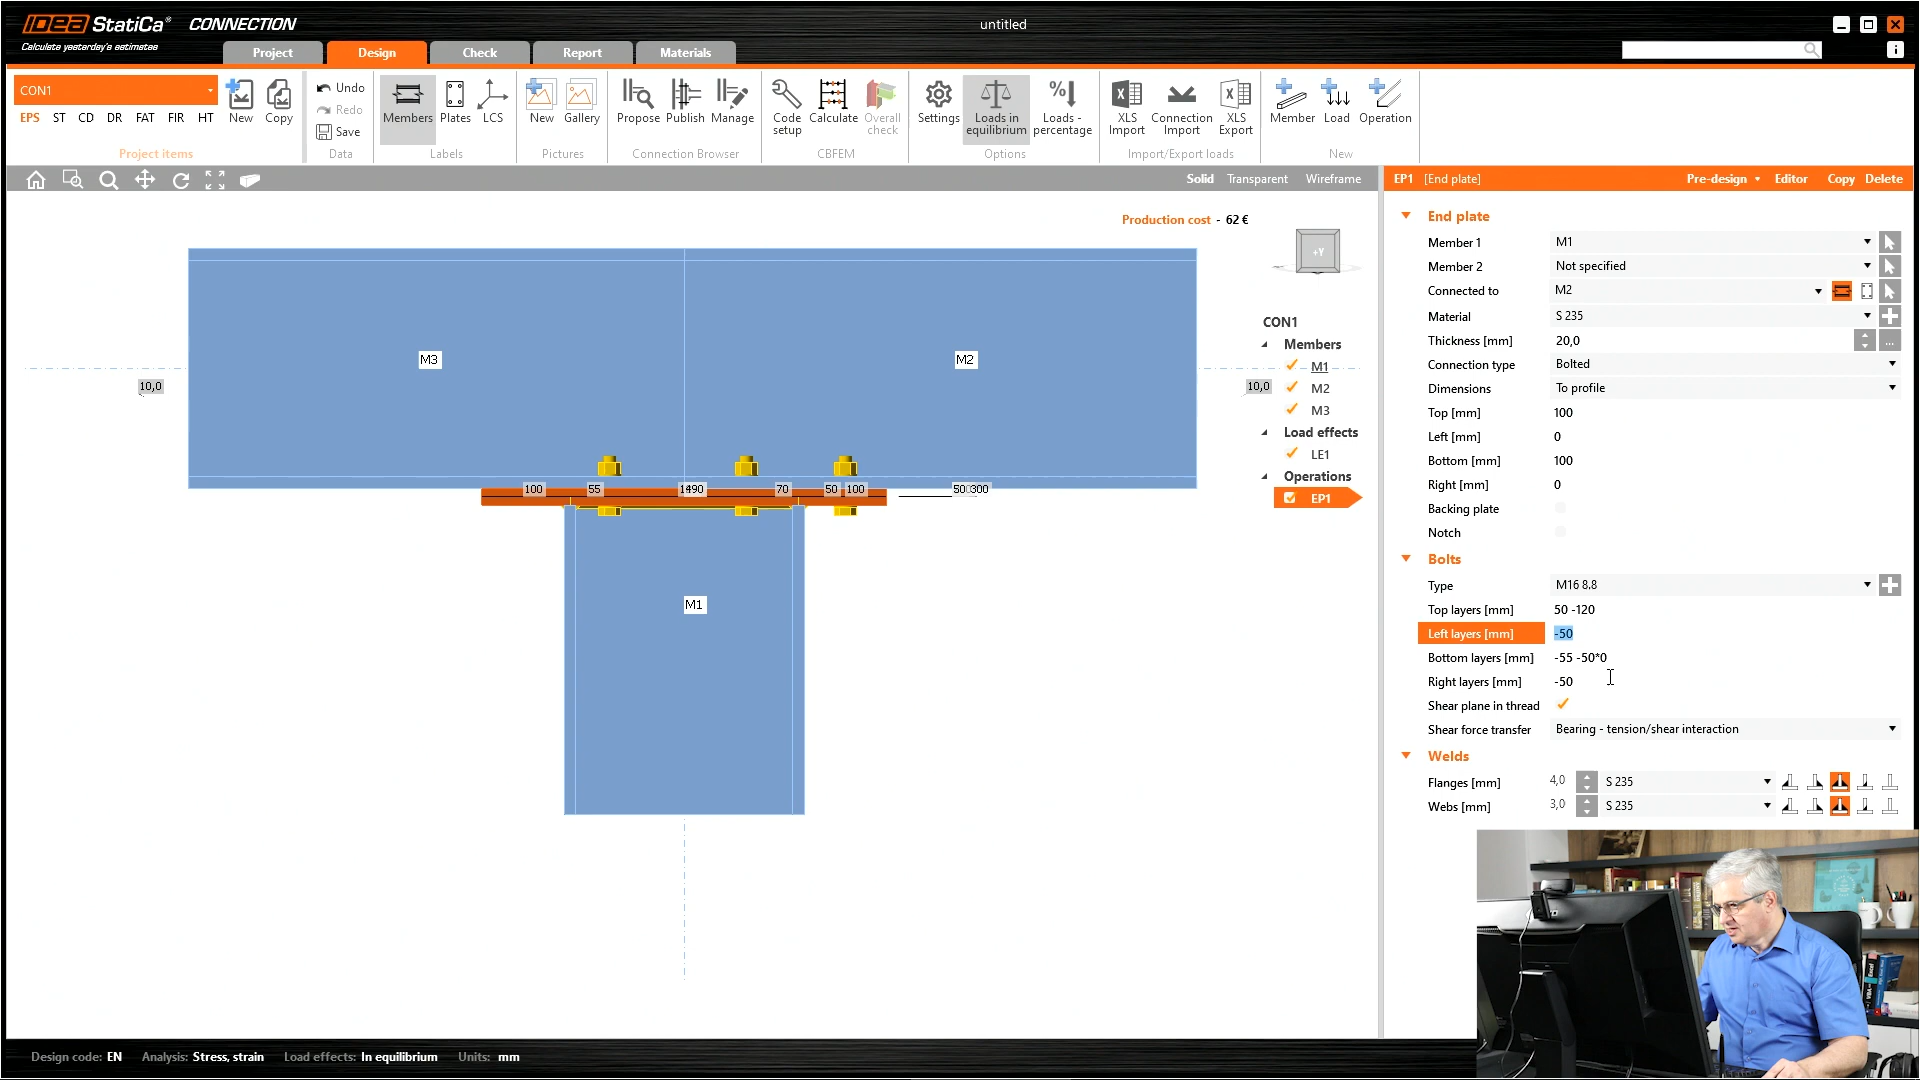 IDEA StatiCa® CONNECTION
Calculate yesterday's estimates
untitled
Project Design Check Report Materials
CON1
EPS ST CD DR FAT FIR HT
New Copy
Project items
Undo
Redo
Save
Data
Members Plates LCS
Labels
New Gallery
Pictures
Propose Publish Manage
Connection Browser
Code setup Calculate Overall check
CBFEM
Settings Loads in equilibrium Loads - percentage
Options
XLS Import Connection Import XLS Export
Import/Export loads
Member Load Operation
New
Solid Transparent Wireframe
EP1 [End plate] Pre-design Editor Copy Delete
Production cost - 62 €
+Y
M3
M2
10,0
10,0
100 55 70 50 100
M1
CON1
Members
M1
M2
M3
Load effects
LE1
Operations
EP1
End plate
Member 1 M1
Member 2 Not specified
Connected to M2
Material S 235
Thickness [mm] 20,0
Connection type Bolted
Dimensions To profile
Top [mm] 100
Left [mm] 0
Bottom [mm] 100
Right [mm] 0
Backing plate
Notch
Bolts
Type M16 8.8
Top layers [mm] 50 -120
Left layers [mm] -50
Bottom layers [mm] -55 -50*0
Right layers [mm] -50
Shear plane in thread
Shear force transfer Bearing - tension/shear interaction
Welds
Flanges [mm] 4,0 S 235
Webs [mm] 3,0 S 235
Design code: EN Analysis: Stress, strain Load effects: In equilibrium Units: mm